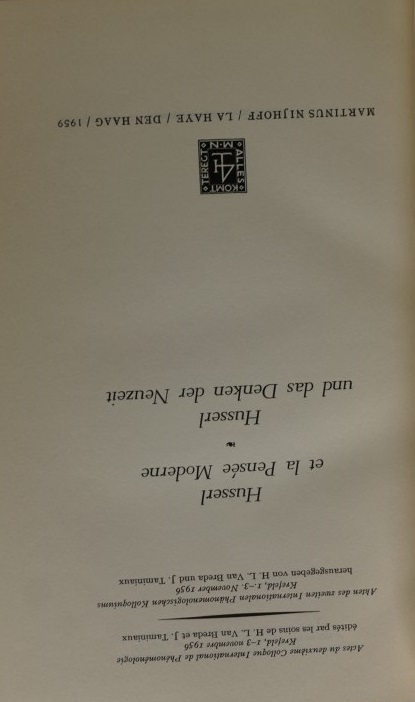 Actes du deuxième Colloque International de Phénoménologie
Krefeld, 1-3 novembre 1956
édités par les soins de H. L. Van Breda et J. Taminiaux
Akten des zweiten Internationalen Phänomenologischen Kolloquiums
Krefeld, 1.-3. November 1956
herausgegeben von H. L. Van Breda und J. Taminiaux
Husserl
et la Pensée Moderne
Husserl
und das Denken der Neuzeit
ALLES
KOMT
TERECHT
M·N
MARTINUS NIJHOFF / LA HAYE / DEN HAAG / 1959